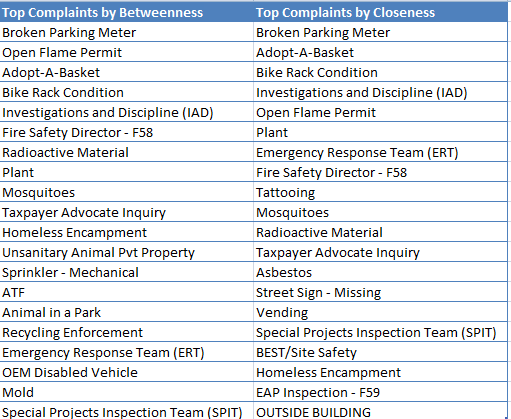 Top Complaints by Betweenness Top Complaints by Closeness
Broken Parking Meter Broken Parking Meter
Open Flame Permit Adopt-A-Basket
Adopt-A-Basket Bike Rack Condition
Bike Rack Condition Investigations and Discipline (IAD)
Investigations and Discipline (IAD) Open Flame Permit
Fire Safety Director - F58 Plant
Radioactive Material Emergency Response Team (ERT)
Plant Fire Safety Director - F58
Mosquitoes Tattooing
Taxpayer Advocate Inquiry Mosquitoes
Homeless Encampment Radioactive Material
Unsanitary Animal Pvt Property Taxpayer Advocate Inquiry
Sprinkler - Mechanical Asbestos
ATF Street Sign - Missing
Animal in a Park Vending
Recycling Enforcement Special Projects Inspection Team (SPIT)
Emergency Response Team (ERT) BEST/Site Safety
OEM Disabled Vehicle Homeless Encampment
Mold EAP Inspection - F59
Special Projects Inspection Team (SPIT) OUTSIDE BUILDING